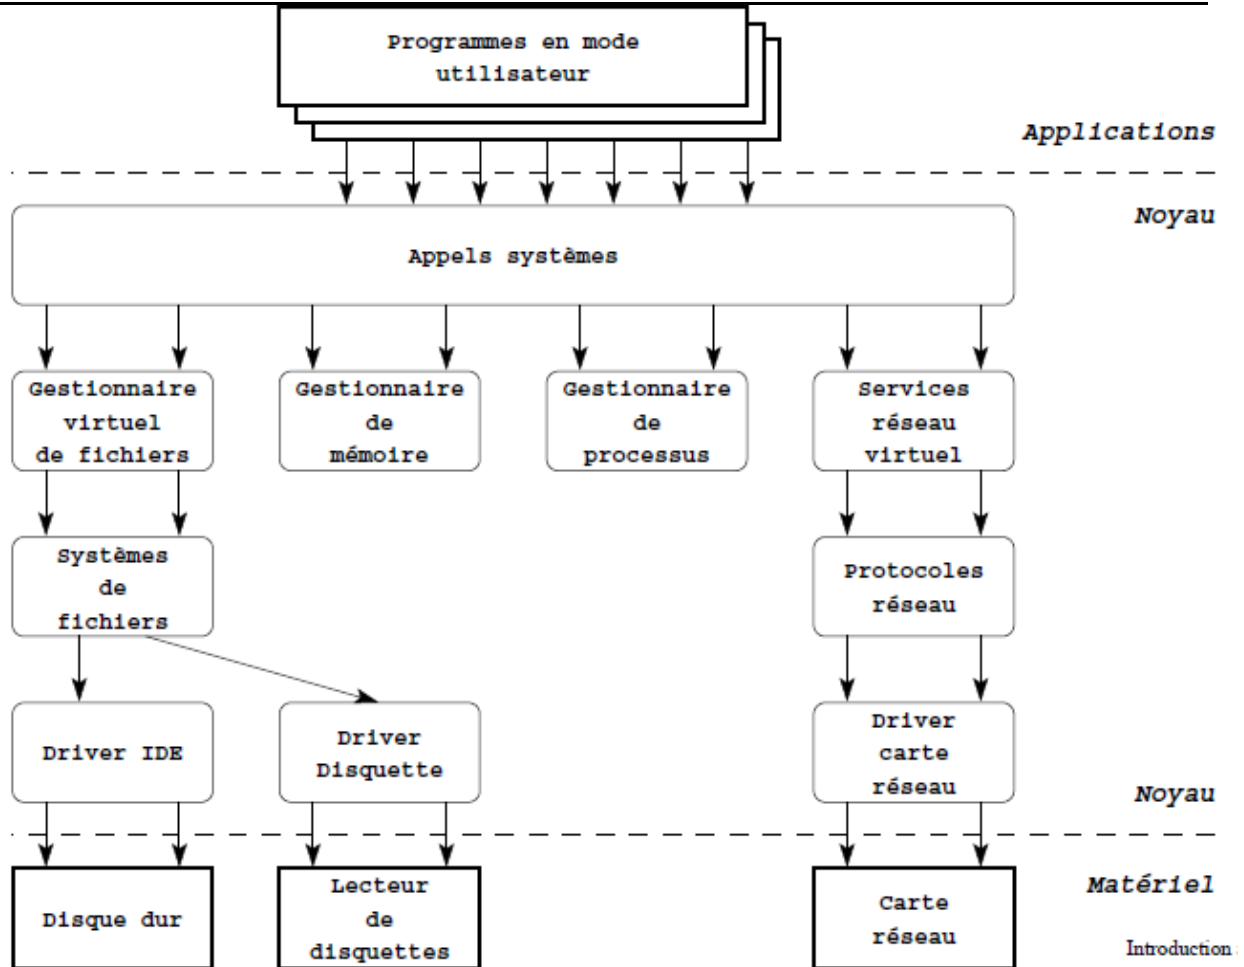 Programmes en mode
utilisateur
Applications
Noyau
Appels systèmes
Gestionnaire
virtuel
de fichiers
Gestionnaire
de
mémoire
Gestionnaire
de
processus
Services
réseau
virtuel
Systèmes
de
fichiers
Protocoles
réseau
Driver IDE
Driver
Disquette
Driver
carte
réseau
Noyau
Matériel
Disque dur
Lecteur
de
disquettes
Carte
réseau
Introduction